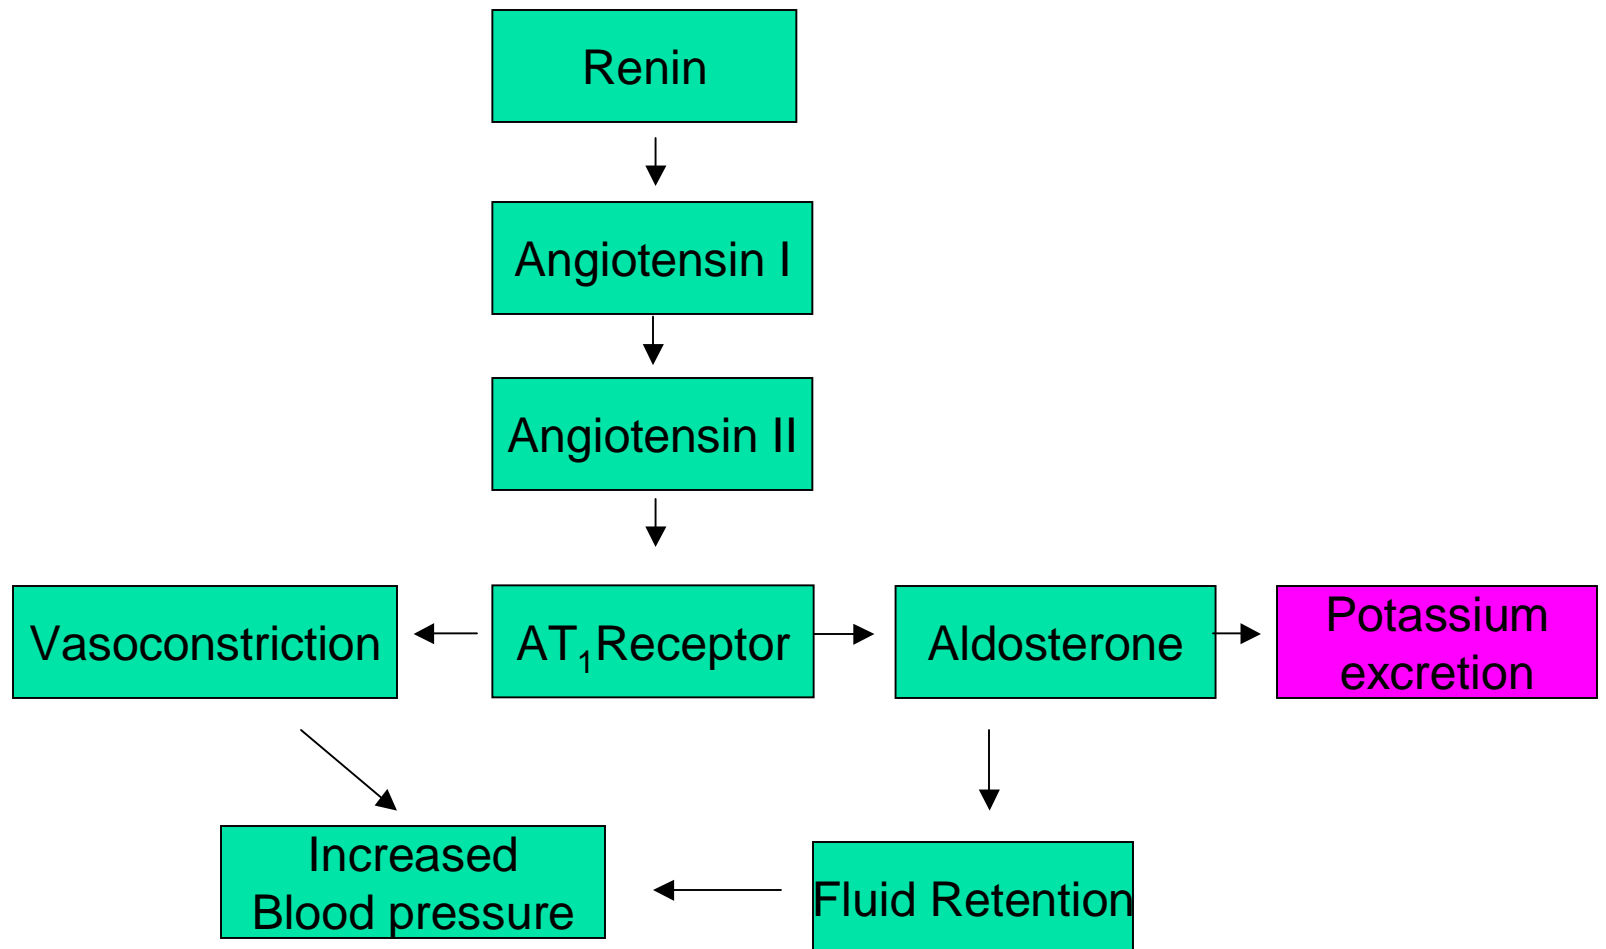 Renin
Angiotensin I
Angiotensin II
Vasoconstriction
AT₁Receptor
Aldosterone
Potassium
excretion
Increased
Blood pressure
Fluid Retention